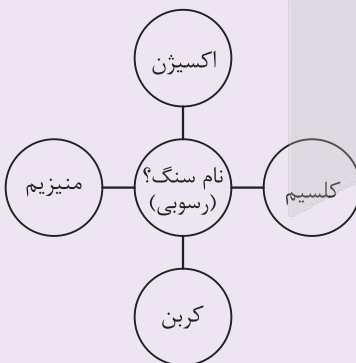 اکسیژن
کلسیم
نام سنگ؟
(رسوبی)
منیزیم
کربن